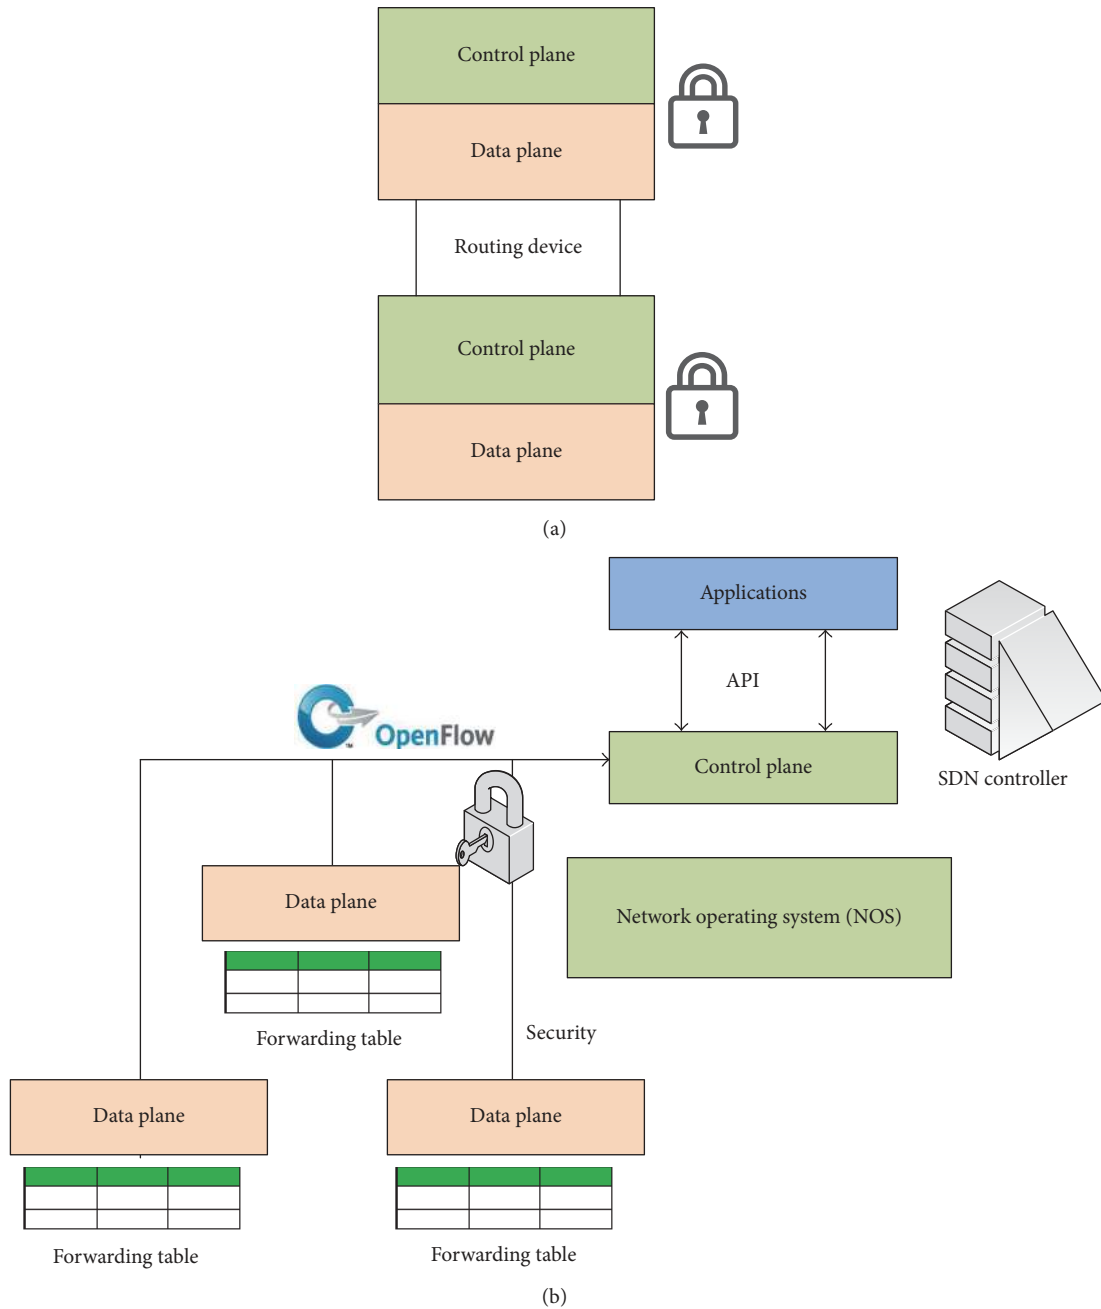 Control plane
Data plane
Routing device
Control plane
Data plane
(a)
Applications
API
OpenFlow
™
Control plane
SDN controller
Data plane
Network operating system (NOS)
Forwarding table
Security
Data plane
Data plane
Forwarding table
Forwarding table
(b)